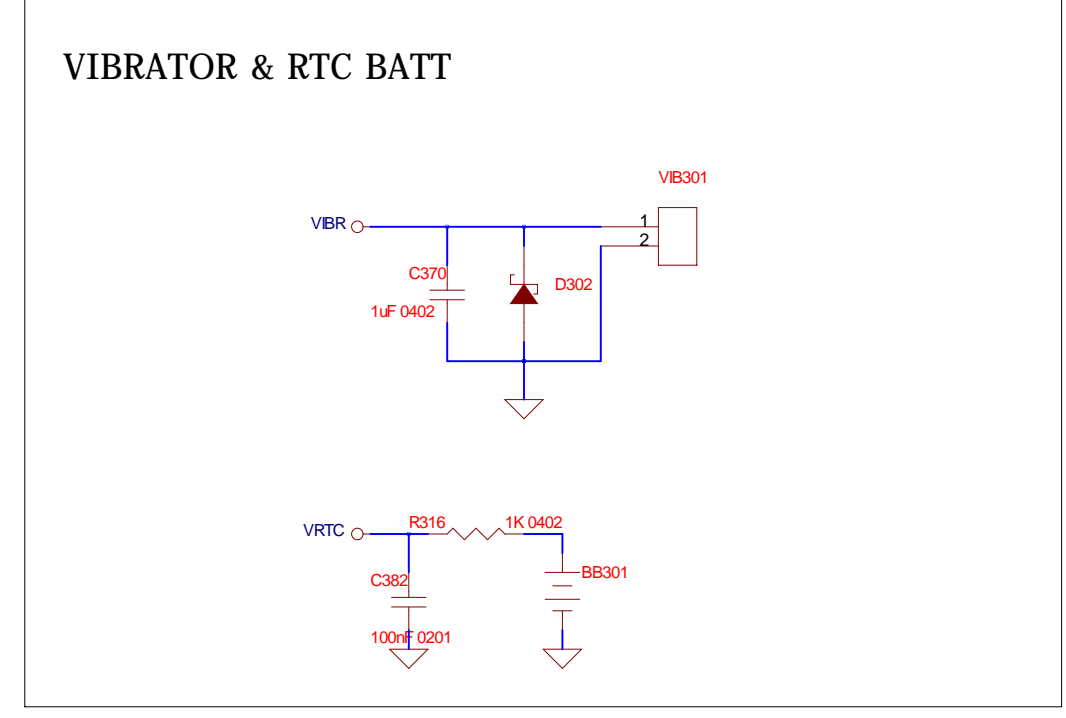 VIBRATOR & RTC BATT
VIB301
VIBR
1
2
C370
D302
1uF 0402
VRTC
R316
1K 0402
C382
BB301
100nF 0201